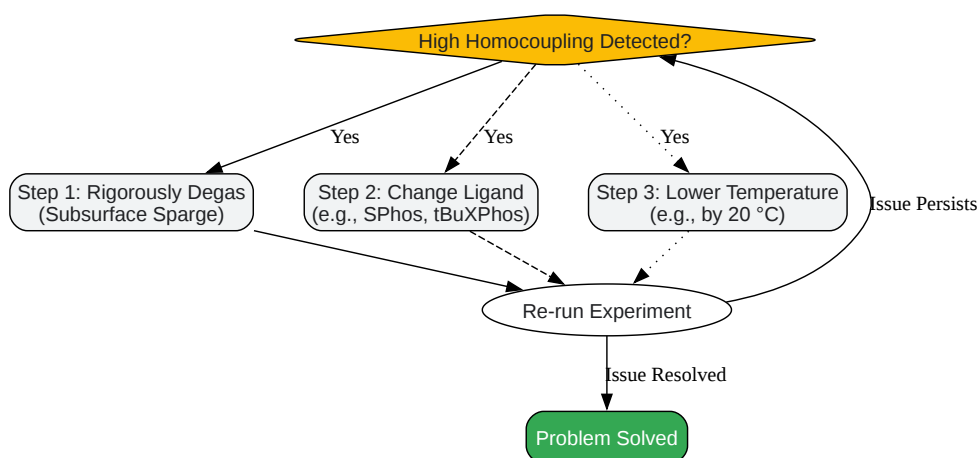 High Homocoupling Detected?
Yes
Yes
Yes
Step 1: Rigorously Degas
(Subsurface Sparge)
Step 2: Change Ligand
(e.g., SPhos, tBuXPhos)
Step 3: Lower Temperature
(e.g., by 20 °C)
Issue Persists
Re-run Experiment
Issue Resolved
Problem Solved